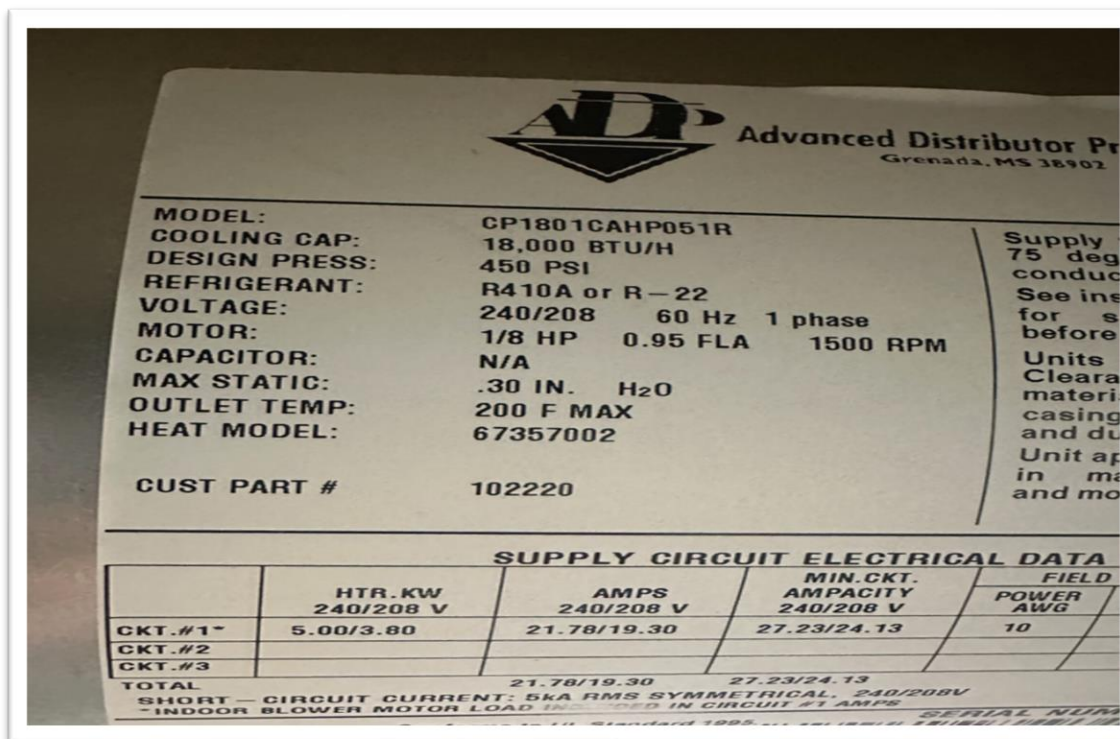 ADP
Advanced Distributor Pr
Grenada, MS 38902
MODEL: CP1801CAHP051R
COOLING CAP: 18,000 BTU/H
DESIGN PRESS: 450 PSI
REFRIGERANT: R410A or R-22
VOLTAGE: 240/208 60 Hz 1 phase
MOTOR: 1/8 HP 0.95 FLA 1500 RPM
CAPACITOR: N/A
MAX STATIC: .30 IN. H₂O
OUTLET TEMP: 200 F MAX
HEAT MODEL: 67357002
CUST PART # 102220
Supply
75 deg
conduc
See ins
for s
before
Units
Cleara
materi
casing
and du
Unit ap
in ma
and mo
SUPPLY CIRCUIT ELECTRICAL DATA
HTR.KW AMPS MIN.CKT. FIELD
240/208 V 240/208 V AMPACITY POWER
240/208 V AWG
CKT.#1* 5.00/3.80 21.78/19.30 27.23/24.13 10
CKT.#2
CKT.#3
TOTAL 21.78/19.30 27.23/24.13
SHORT-CIRCUIT CURRENT: 5kA RMS SYMMETRICAL, 240/208V
*INDOOR BLOWER MOTOR LOAD INCLUDED IN CIRCUIT #1 AMPS
SERIAL NUM
Standard 1995